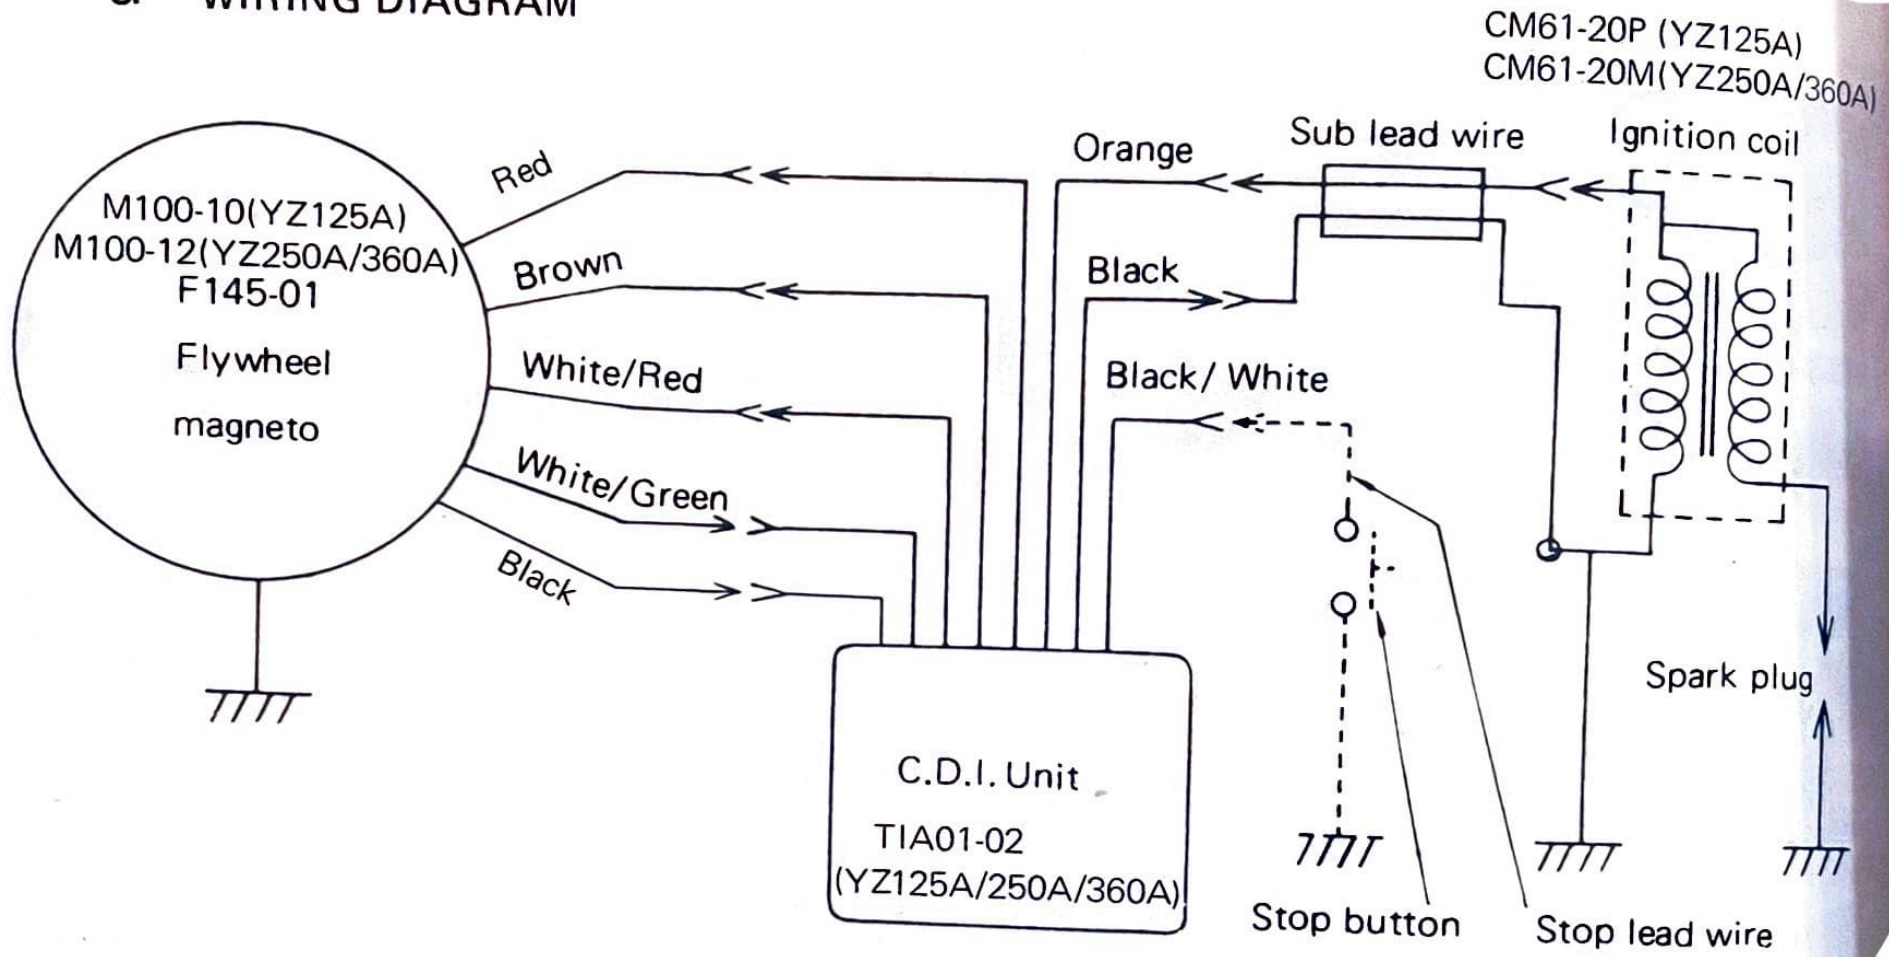 WIRING DIAGRAM
CM61-20P (YZ125A)
CM61-20M(YZ250A/360A)
Ignition coil
Sub lead wire
Orange
Red
M100-10(YZ125A)
M100-12(YZ250A/360A)
F145-01
Flywheel
magneto
Brown
Black
White/Red
Black/ White
White/Green
Black
Spark plug
C.D.I. Unit
TIA01-02
(YZ125A/250A/360A)
Stop button
Stop lead wire